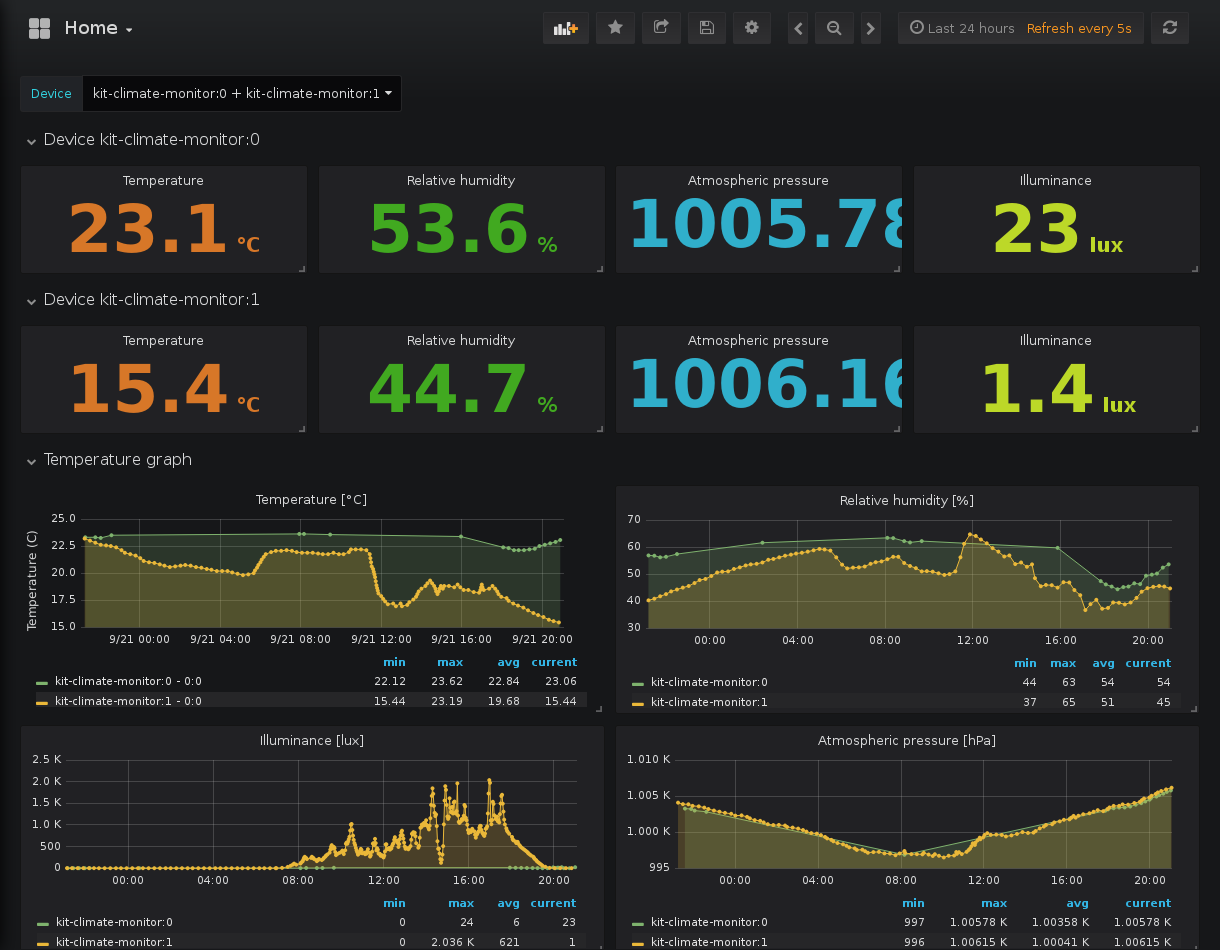 Home
Last 24 hours Refresh every 5s
Device kit-climate-monitor:0 + kit-climate-monitor:1
Device kit-climate-monitor:0
Temperature Relative humidity Atmospheric pressure Illuminance
23.1 °C 53.6 % 1005.78 23 lux
Device kit-climate-monitor:1
Temperature Relative humidity Atmospheric pressure Illuminance
15.4 °C 44.7 % 1006.16 1.4 lux
Temperature graph
Temperature [°C]
Temperature (C)
25.0
22.5
20.0
17.5
15.0
9/21 00:00 9/21 04:00 9/21 08:00 9/21 12:00 9/21 16:00 9/21 20:00
min max avg current
kit-climate-monitor:0 - 0:0 22.12 23.62 22.84 23.06
kit-climate-monitor:1 - 0:0 15.44 23.19 19.68 15.44
Relative humidity [%]
70
60
50
40
30
00:00 04:00 08:00 12:00 16:00 20:00
min max avg current
kit-climate-monitor:0 44 63 54 54
kit-climate-monitor:1 37 65 51 45
Illuminance [lux]
2.5 K
2.0 K
1.5 K
1.0 K
500
0
00:00 04:00 08:00 12:00 16:00 20:00
min max avg current
kit-climate-monitor:0 0 24 6 23
kit-climate-monitor:1 0 2.036 K 621 1
Atmospheric pressure [hPa]
1.010 K
1.005 K
1.000 K
995
00:00 04:00 08:00 12:00 16:00 20:00
min max avg current
kit-climate-monitor:0 997 1.00578 K 1.00358 K 1.00578 K
kit-climate-monitor:1 996 1.00615 K 1.00041 K 1.00615 K